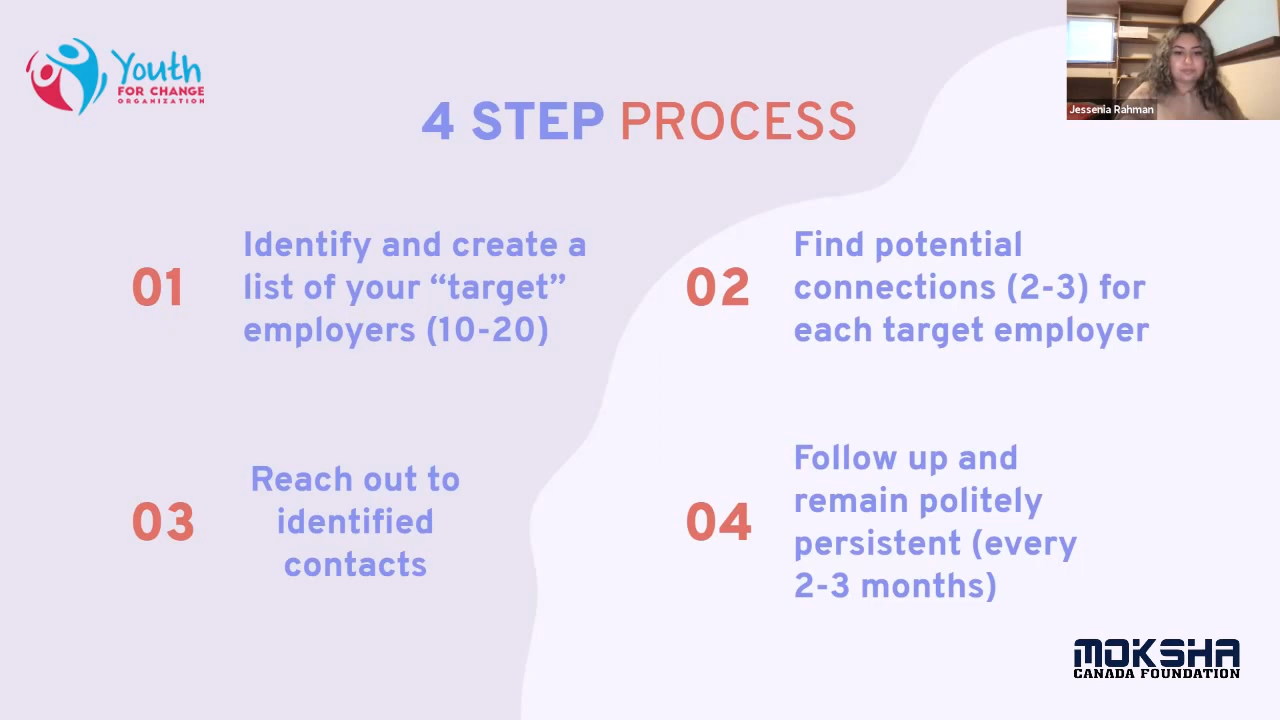 Youth
FOR CHANGE
ORGANIZATION
Jessenia Rahman
4 STEP PROCESS
01
Identify and create a
list of your “target”
employers (10-20)
02
Find potential
connections (2-3) for
each target employer
03
Reach out to
identified
contacts
04
Follow up and
remain politely
persistent (every
2-3 months)
MOKSHA
CANADA FOUNDATION